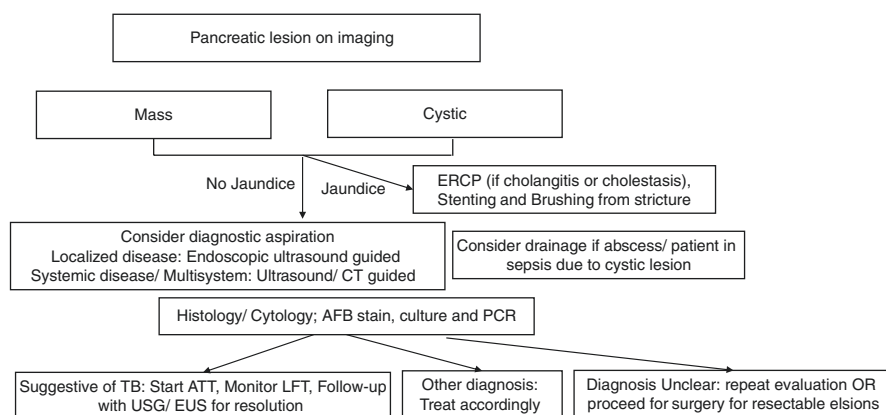 Pancreatic lesion on imaging
Mass
Cystic
No Jaundice
Jaundice
ERCP (if cholangitis or cholestasis),
Stenting and Brushing from stricture
Consider diagnostic aspiration
Localized disease: Endoscopic ultrasound guided
Systemic disease/ Multisystem: Ultrasound/ CT guided
Consider drainage if abscess/ patient in
sepsis due to cystic lesion
Histology/ Cytology; AFB stain, culture and PCR
Suggestive of TB: Start ATT, Monitor LFT, Follow-up
with USG/ EUS for resolution
Other diagnosis:
Treat accordingly
Diagnosis Unclear: repeat evaluation OR
proceed for surgery for resectable elsions